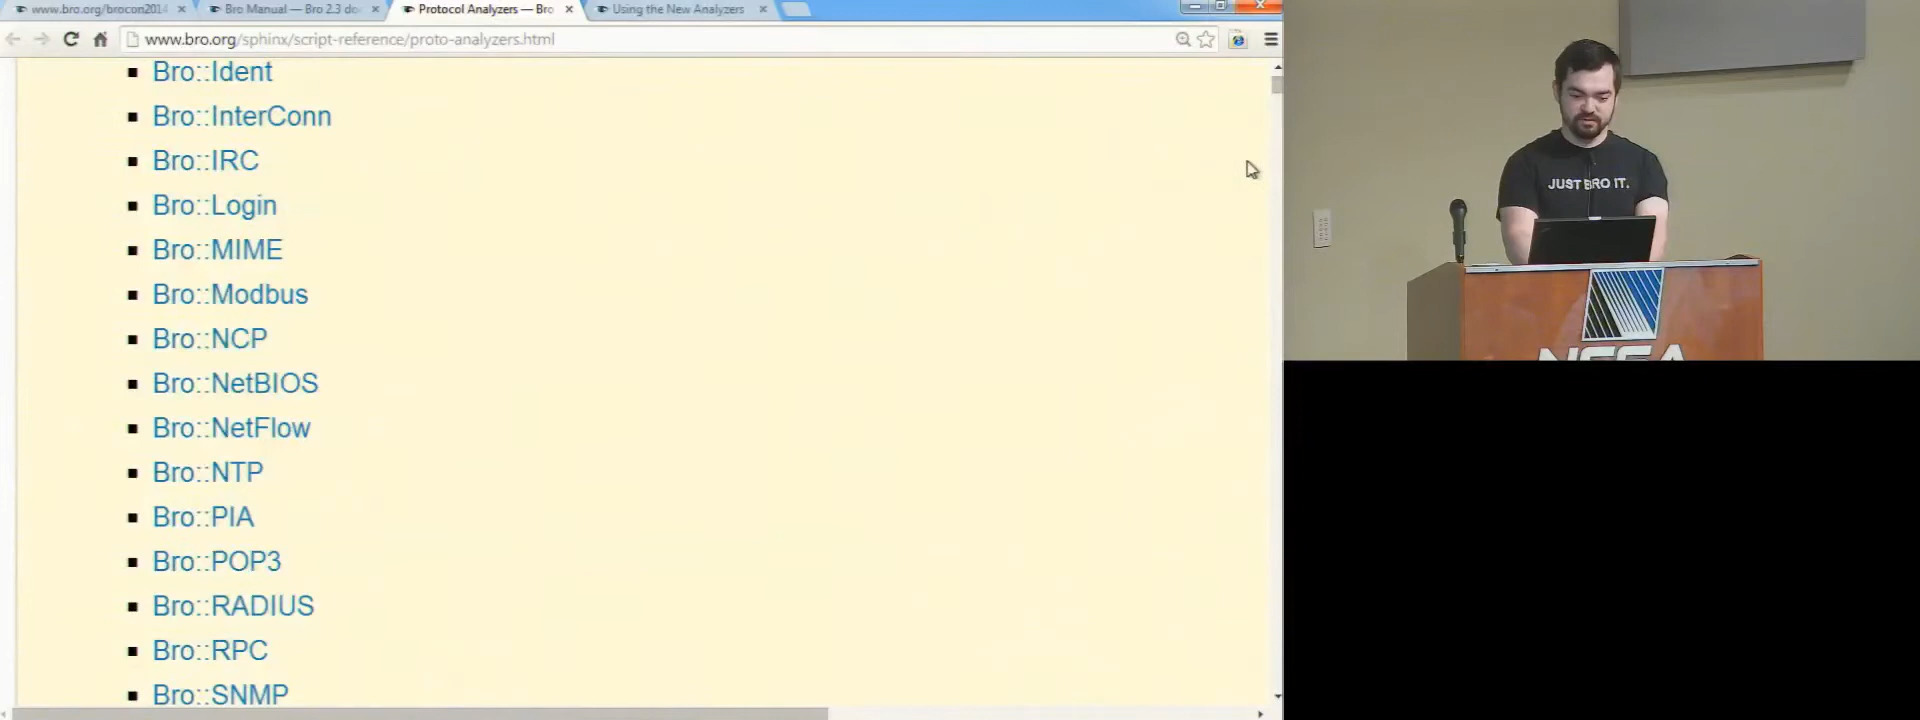 www.bro.org/brocon2014
Bro Manual — Bro 2.3 do
Protocol Analyzers — Bro
Using the New Analyzers
www.bro.org/sphinx/script-reference/proto-analyzers.html
Bro::Ident
Bro::InterConn
Bro::IRC
Bro::Login
Bro::MIME
Bro::Modbus
Bro::NCP
Bro::NetBIOS
Bro::NetFlow
Bro::NTP
Bro::PIA
Bro::POP3
Bro::RADIUS
Bro::RPC
Bro::SNMP
JUST BRO IT.
NCSA